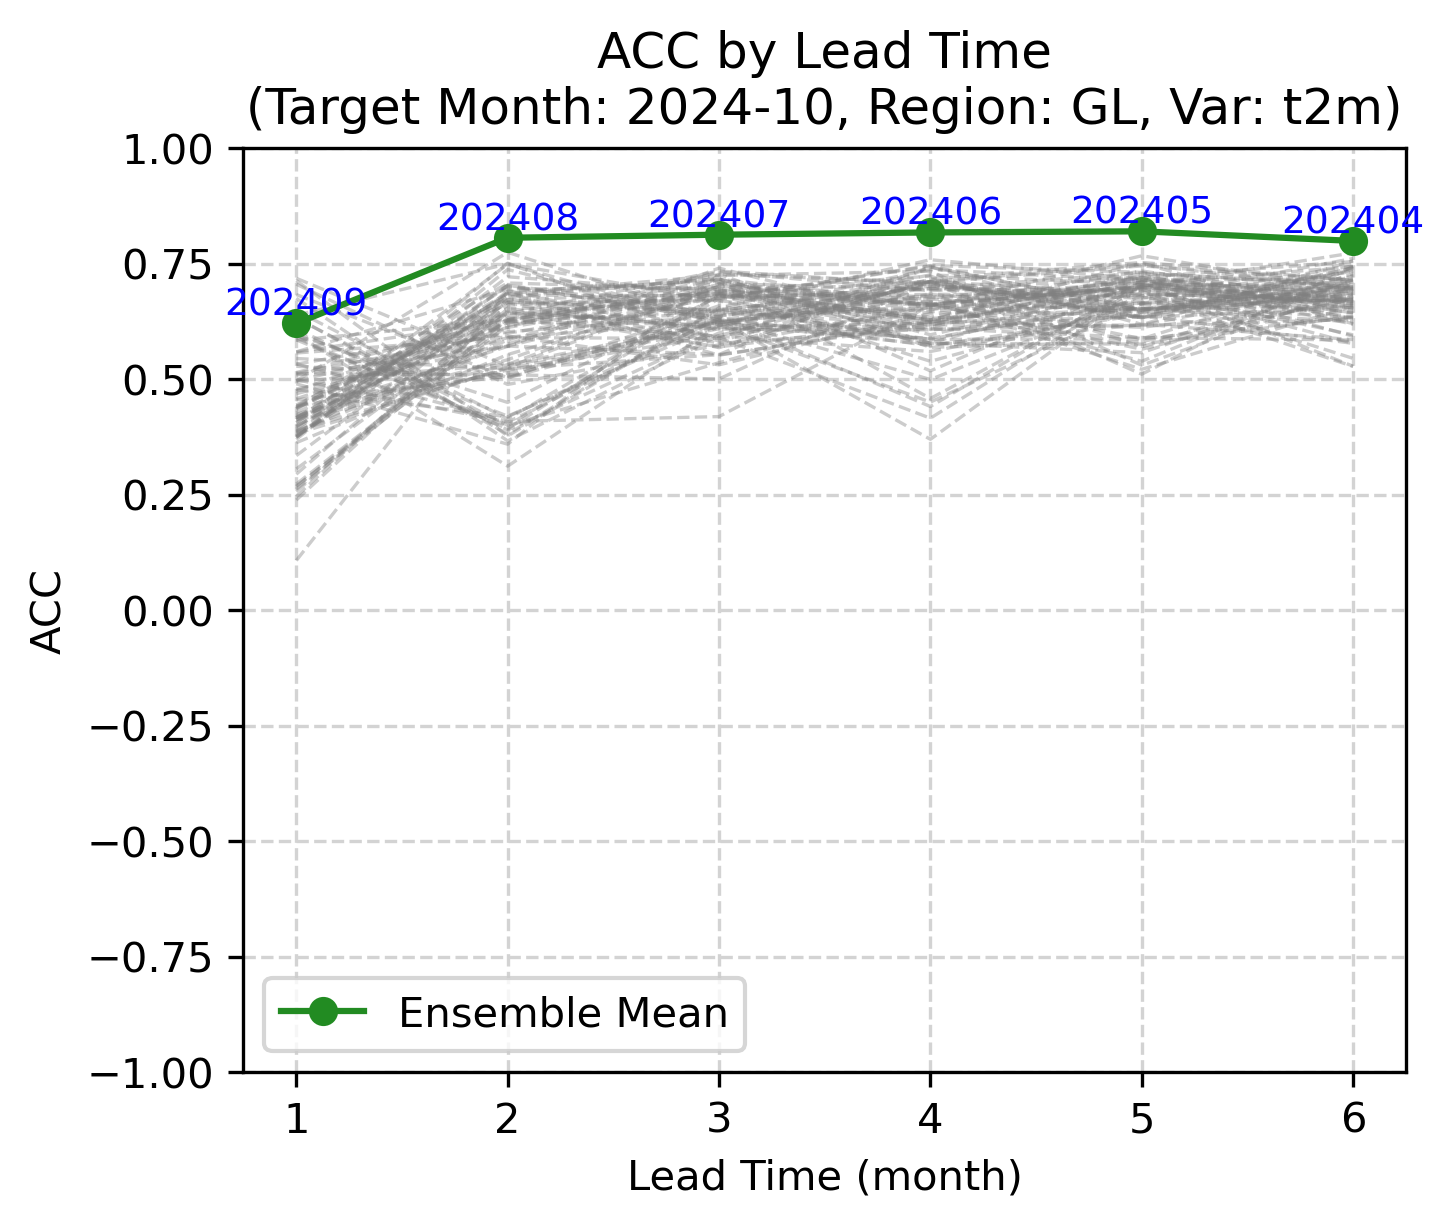 ACC by Lead Time
(Target Month: 2024-10, Region: GL, Var: t2m)
1.00
0.75
0.50
0.25
0.00
−0.25
−0.50
−0.75
−1.00
ACC
202409
202408
202407
202406
202405
202404
Ensemble Mean
1 2 3 4 5 6
Lead Time (month)